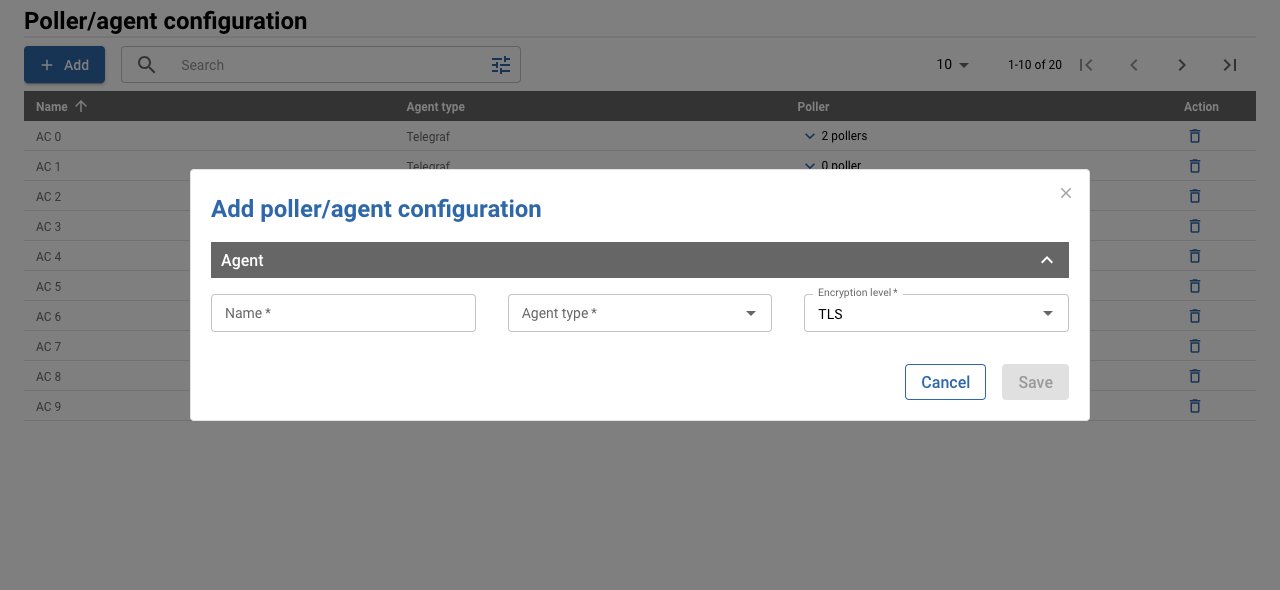 Poller/agent configuration
Add
Search
10
1-10 of 20
Name Agent type Poller Action
AC 0 Telegraf 2 pollers
AC 1 Telegraf 0 poller
AC 2
AC 3
AC 4
AC 5
AC 6
AC 7
AC 8
AC 9
Add poller/agent configuration
Agent
Name *
Agent type *
Encryption level *
TLS
Cancel
Save